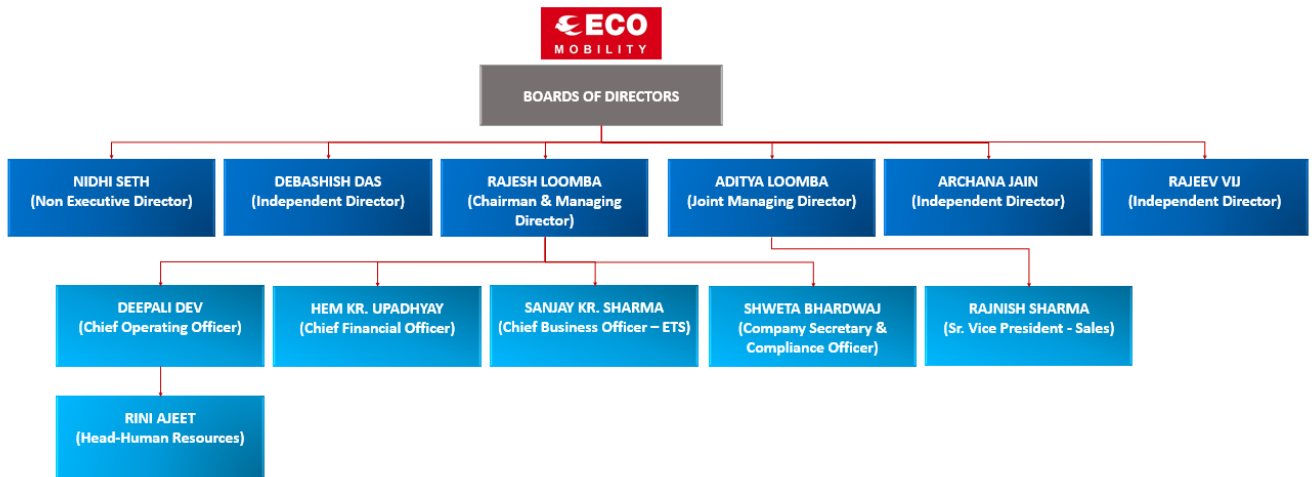 ECO
MOBILITY
BOARDS OF DIRECTORS
NIDHI SETH
(Non Executive Director)
DEBASHISH DAS
(Independent Director)
RAJESH LOOMBA
(Chairman & Managing
Director)
ADITYA LOOMBA
(Joint Managing Director)
ARCHANA JAIN
(Independent Director)
RAJEEV VIJ
(Independent Director)
DEEPALI DEV
(Chief Operating Officer)
HEM KR. UPADHYAY
(Chief Financial Officer)
SANJAY KR. SHARMA
(Chief Business Officer – ETS)
SHWETA BHARDWAJ
(Company Secretary &
Compliance Officer)
RAJNISH SHARMA
(Sr. Vice President - Sales)
RINI AJEET
(Head-Human Resources)